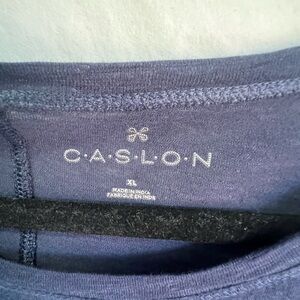 C·A·S·L·O·N
XL
MADE IN INDIA
FABRIQUÉ EN INDE